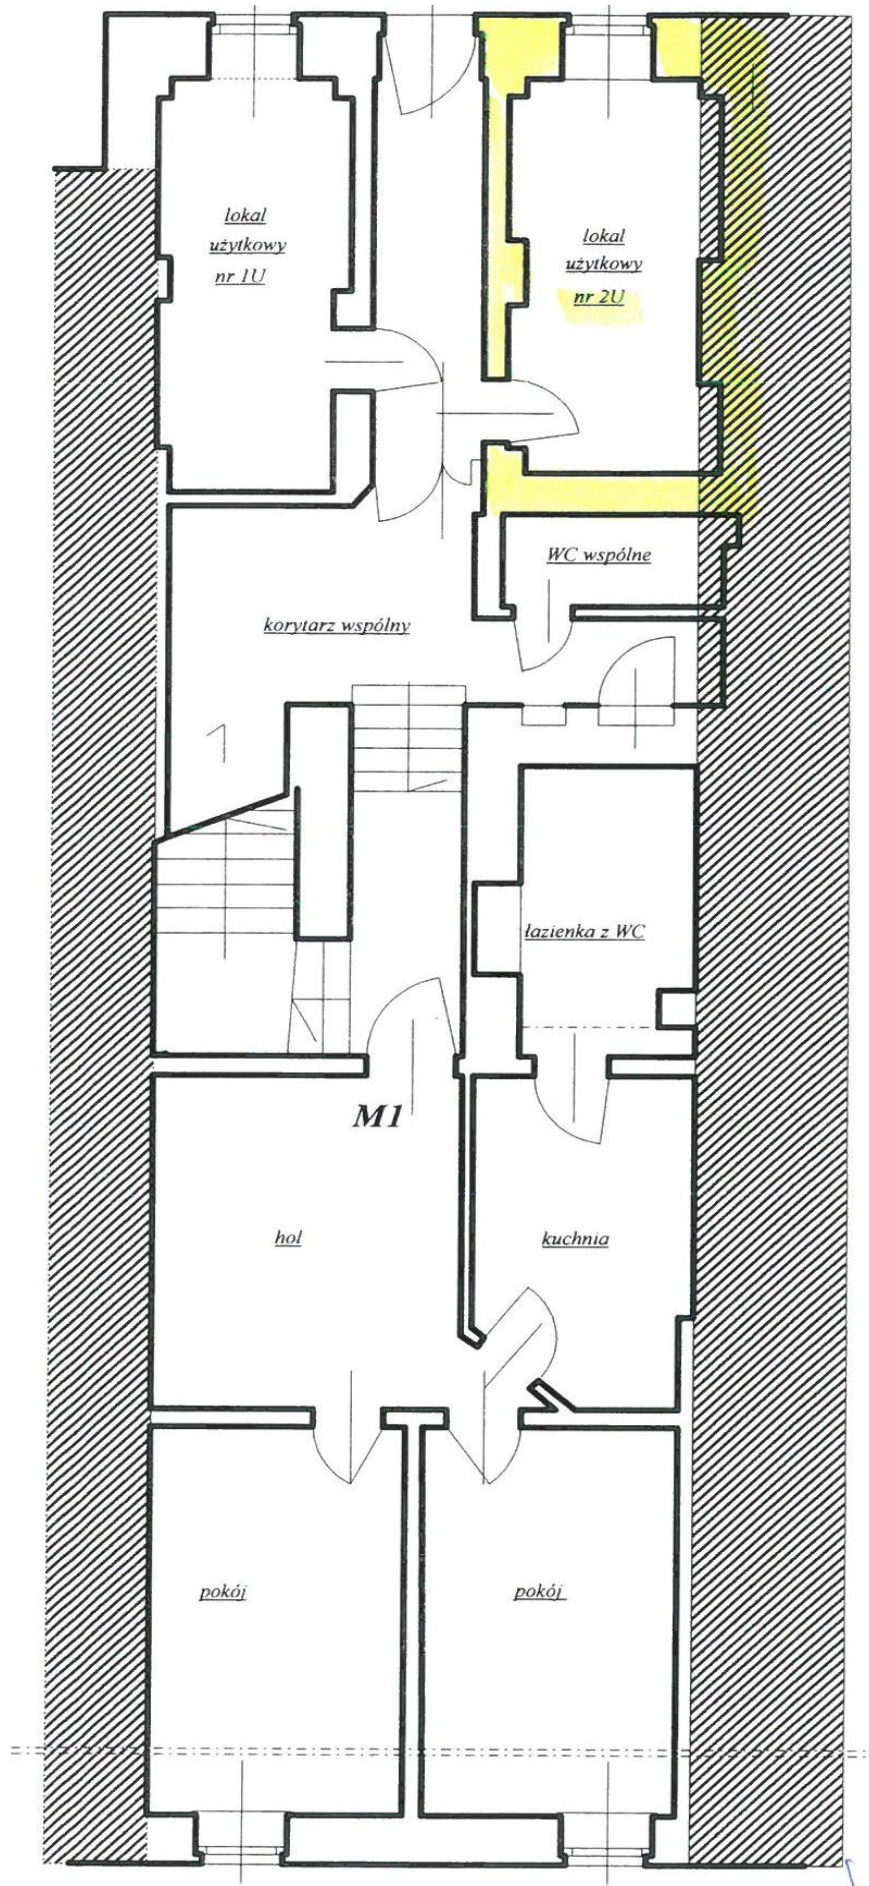 lokal
użytkowy
nr 1U
lokal
użytkowy
nr 2U
WC wspólne
korytarz wspólny
łazienka z WC
M1
hol
kuchnia
pokój
pokój